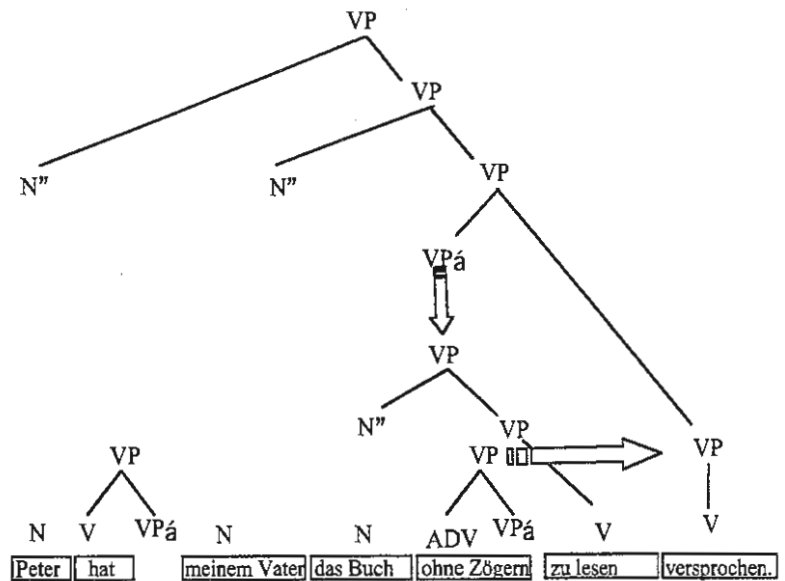 VP
VP
N” N” VP
VPá
VP
N” VP
VP VP VP
N V VPá N N ADV VPá V V
Peter hat meinem Vater das Buch ohne Zögern zu lesen versprochen.